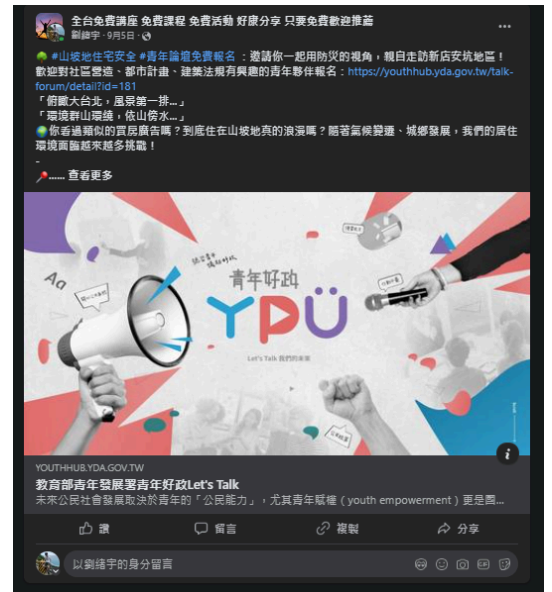 全台免費講座 免費課程 免費活動 好康分享 只要免費歡迎推薦
劉緒宇 · 9月5日 ·
#山坡地住宅安全 #青年論壇免費報名 ：邀請你一起用防災的視角，親自走訪新店安坑地區！
歡迎對社區營造、都市計畫、建築法規有興趣的青年夥伴報名：https://youthhub.yda.gov.tw/talk-
forum/detail?id=181
「俯瞰大台北，風景第一排...」
「環境群山環繞，依山傍水...」
你看過類似的買房廣告嗎？到底住在山坡地真的浪漫嗎？隨著氣候變遷、城鄉發展，我們的居住
環境面臨越來越多挑戰！
-
...... 查看更多
Aa
青年好政
YPU
Let's Talk 我們的未來
YOUTHHUB.YDA.GOV.TW
教育部青年發展署青年好政Let's Talk
未來公民社會發展取決於青年的「公民能力」，尤其青年賦權（youth empowerment）更是團...
讚
留言
複製
分享
以劉緒宇的身分留言